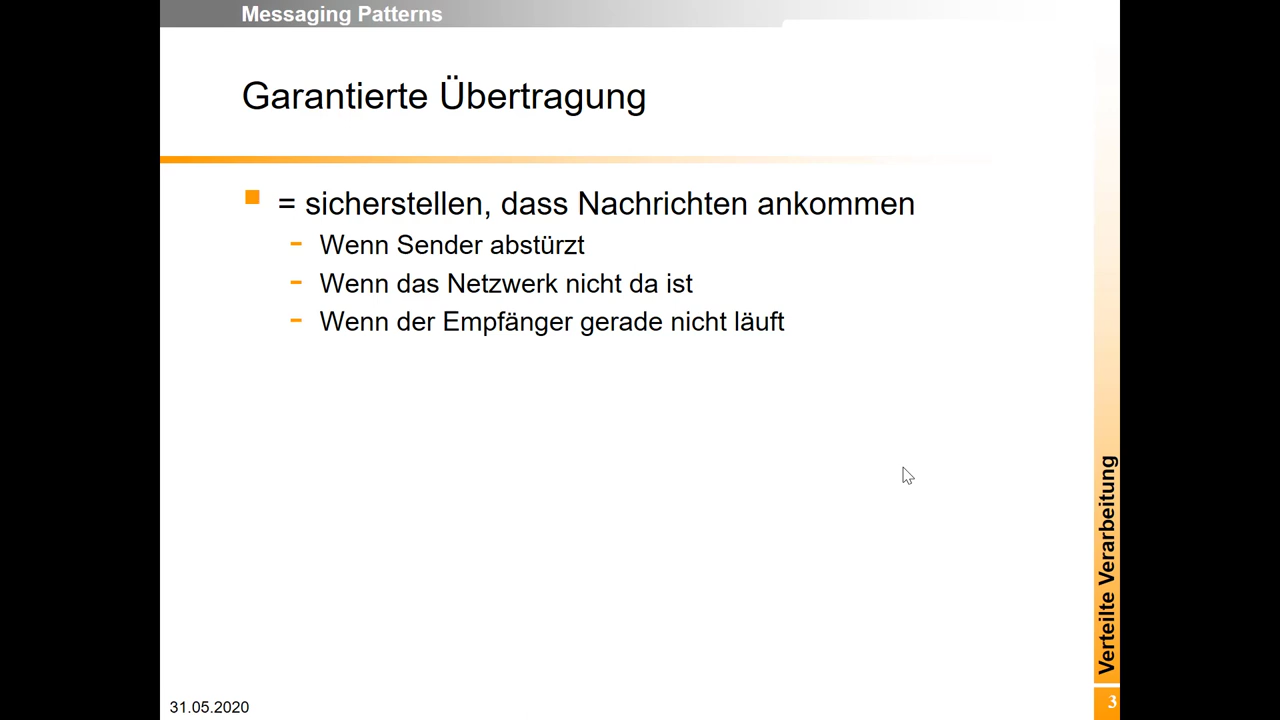 Messaging Patterns
Garantierte Übertragung
= sicherstellen, dass Nachrichten ankommen
- Wenn Sender abstürzt
- Wenn das Netzwerk nicht da ist
- Wenn der Empfänger gerade nicht läuft
Verteilte Verarbeitung
3
31.05.2020